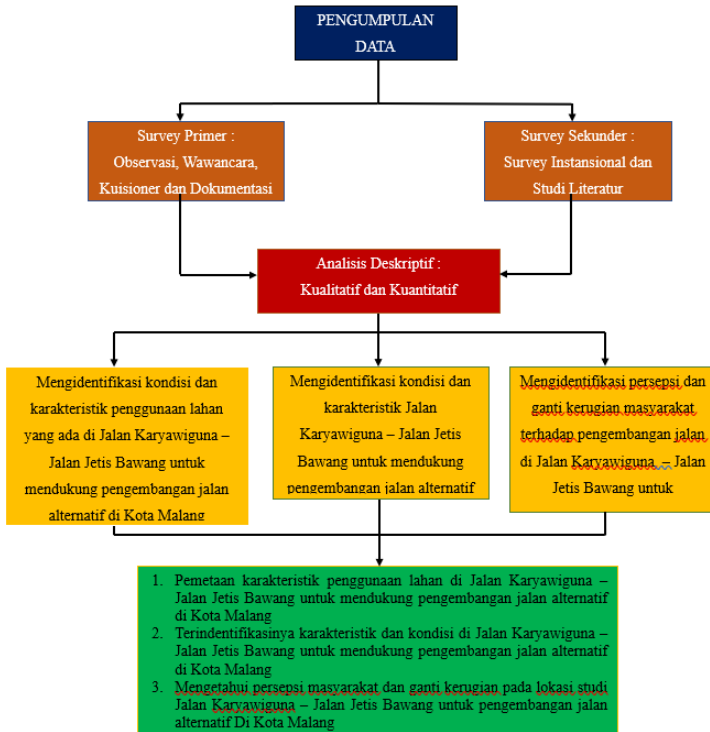 PENGUMPULAN
DATA
Survey Primer :
Observasi, Wawancara,
Kuisioner dan Dokumentasi
Survey Sekunder :
Survey Instansional dan
Studi Literatur
Analisis Deskriptif :
Kualitatif dan Kuantitatif
Mengidentifikasi kondisi dan
karakteristik penggunaan lahan
yang ada di Jalan Karyawiguna –
Jalan Jetis Bawang untuk
mendukung pengembangan jalan
alternatif di Kota Malang
Mengidentifikasi kondisi dan
karakteristik Jalan
Karyawiguna – Jalan Jetis
Bawang untuk mendukung
pengembangan jalan alternatif
Mengidentifikasi persepsi dan
ganti kerugian masyarakat
terhadap pengembangan jalan
di Jalan Karyawiguna – Jalan
Jetis Bawang untuk
1. Pemetaan karakteristik penggunaan lahan di Jalan Karyawiguna –
Jalan Jetis Bawang untuk mendukung pengembangan jalan alternatif
di Kota Malang
2. Terindentifikasinya karakteristik dan kondisi di Jalan Karyawiguna –
Jalan Jetis Bawang untuk mendukung pengembangan jalan alternatif
di Kota Malang
3. Mengetahui persepsi masyarakat dan ganti kerugian pada lokasi studi
Jalan Karyawiguna – Jalan Jetis Bawang untuk pengembangan jalan
alternatif Di Kota Malang